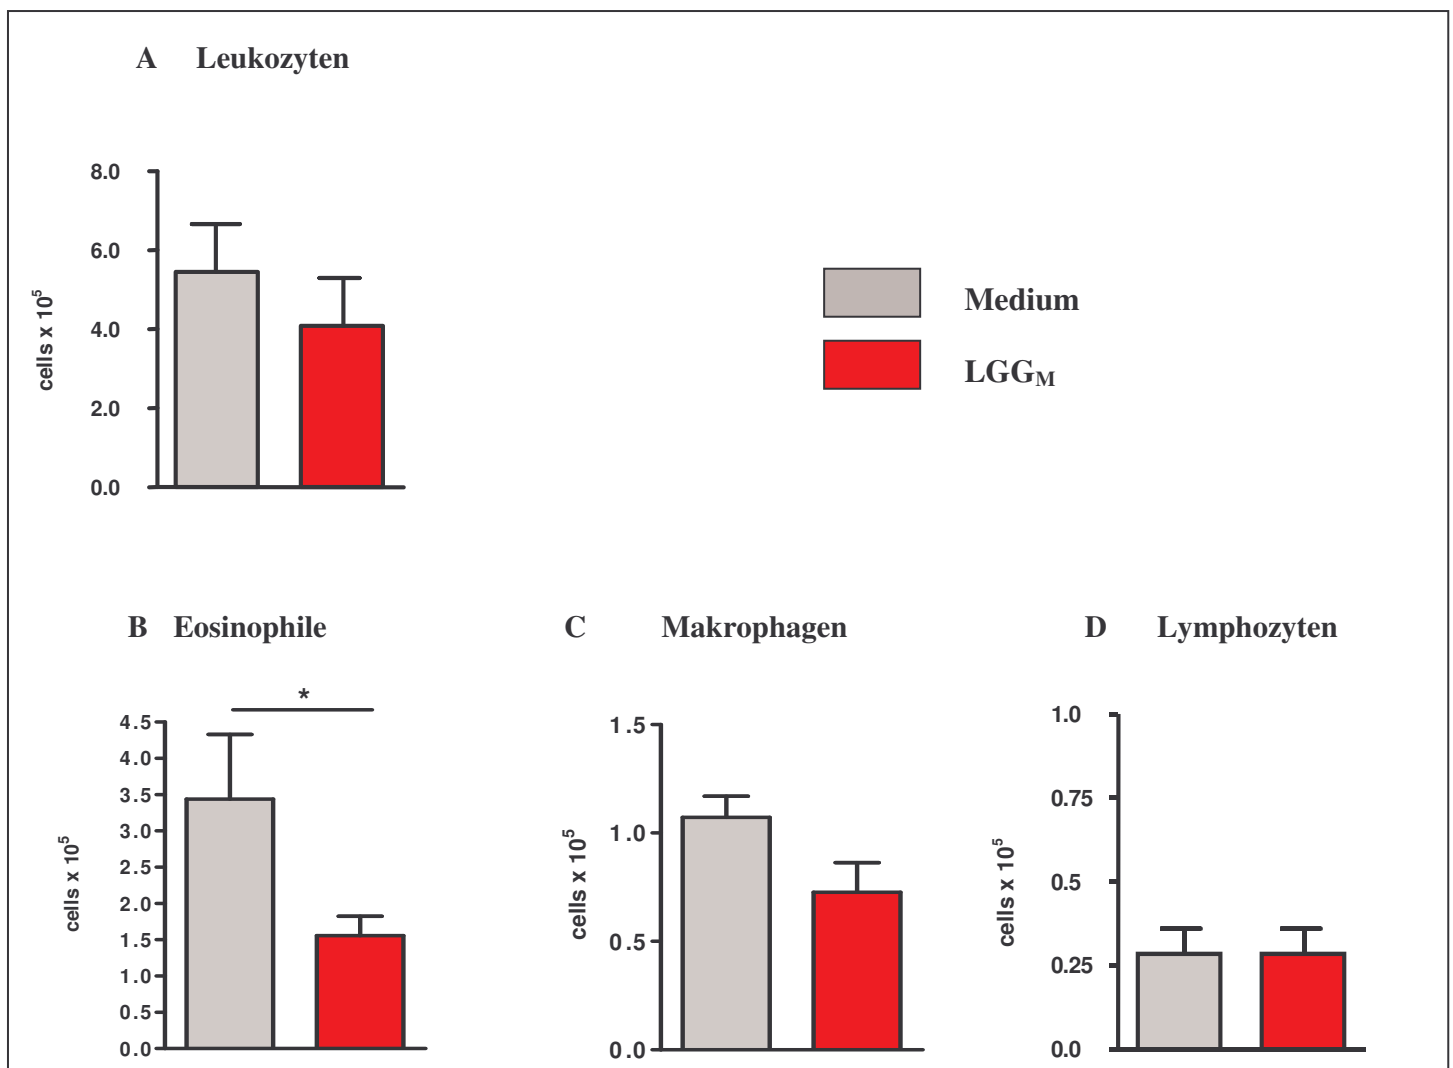 A Leukozyten
8.0
6.0
4.0
2.0
0.0
cells x 10⁵
Medium
LGG_M
B Eosinophile
*
4.5
4.0
3.5
3.0
2.5
2.0
1.5
1.0
0.5
0.0
cells x 10⁵
C Makrophagen
1.5
1.0
0.5
0.0
cells x 10⁵
D Lymphozyten
1.0
0.75
0.5
0.25
0.0
cells x 10⁵